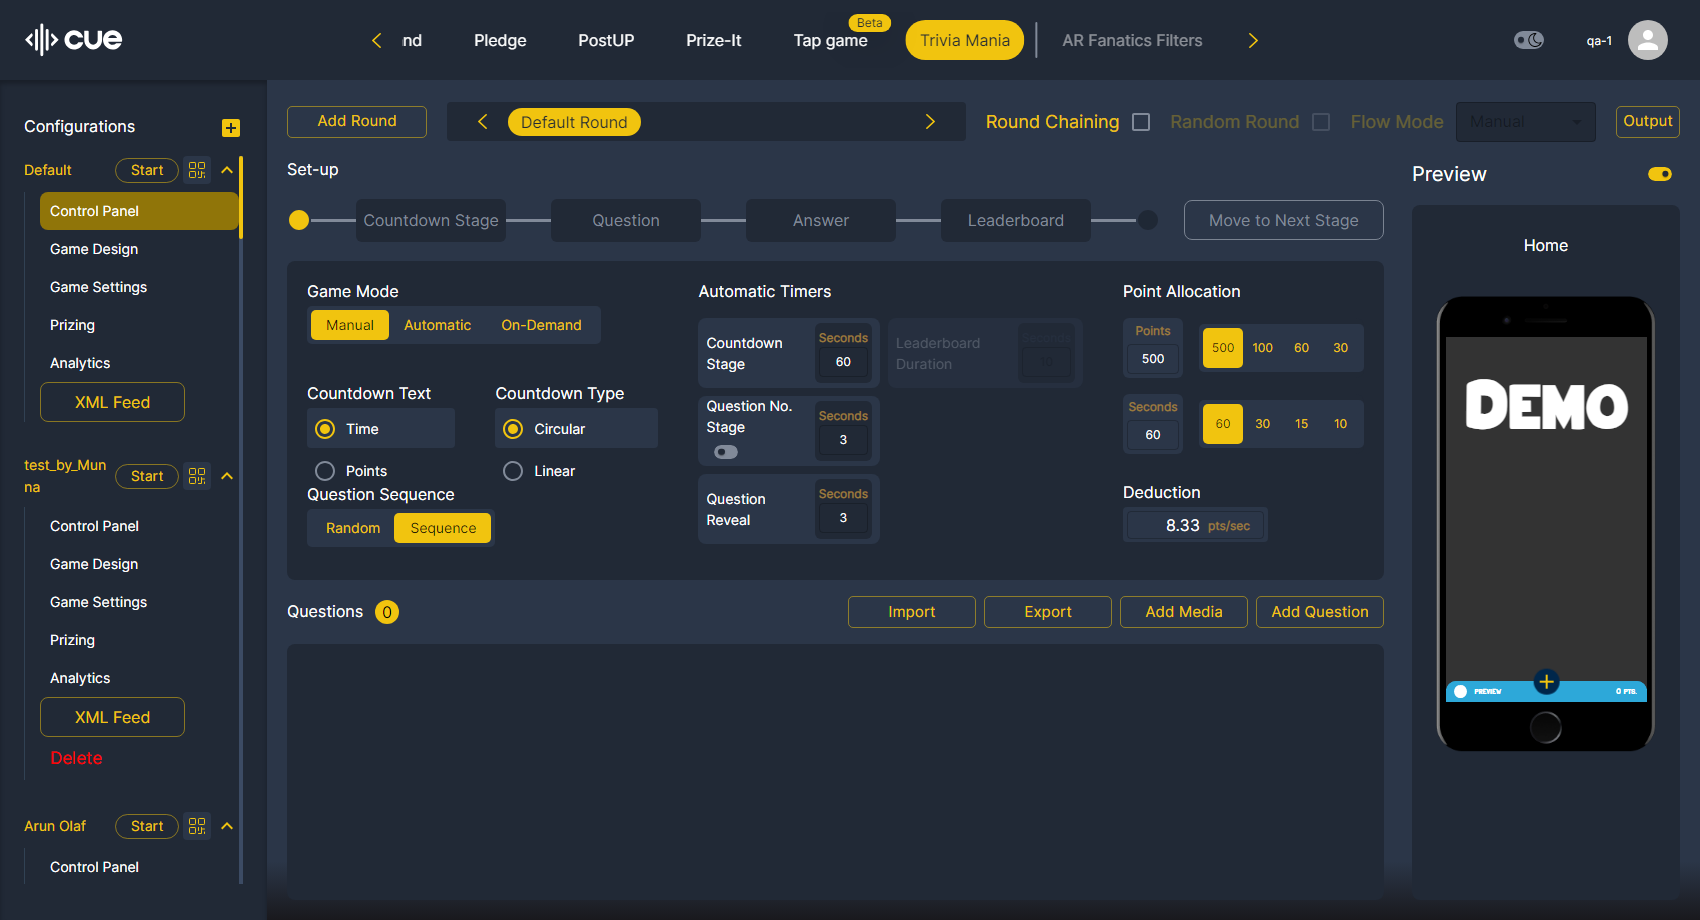 cue
nd
Pledge
PostUP
Prize-It
Tap game
Beta
Trivia Mania
AR Fanatics Filters
qa-1
Configurations
Default
Start
Control Panel
Game Design
Game Settings
Prizing
Analytics
XML Feed
test_by_Mun
na
Start
Control Panel
Game Design
Game Settings
Prizing
Analytics
XML Feed
Delete
Arun Olaf
Start
Control Panel
Add Round
Default Round
Round Chaining
Random Round
Flow Mode
Manual
Output
Set-up
Countdown Stage
Question
Answer
Leaderboard
Move to Next Stage
Game Mode
Manual
Automatic
On-Demand
Countdown Text
Time
Points
Countdown Type
Circular
Linear
Question Sequence
Random
Sequence
Automatic Timers
Countdown
Stage
Seconds
60
Leaderboard
Duration
Seconds
10
Question No.
Stage
Seconds
3
Question
Reveal
Seconds
3
Point Allocation
Points
500
500
100
60
30
Seconds
60
60
30
15
10
Deduction
8.33 pts/sec
Questions 0
Import
Export
Add Media
Add Question
Preview
Home
DEMO
PREVIEW
0 PTS.